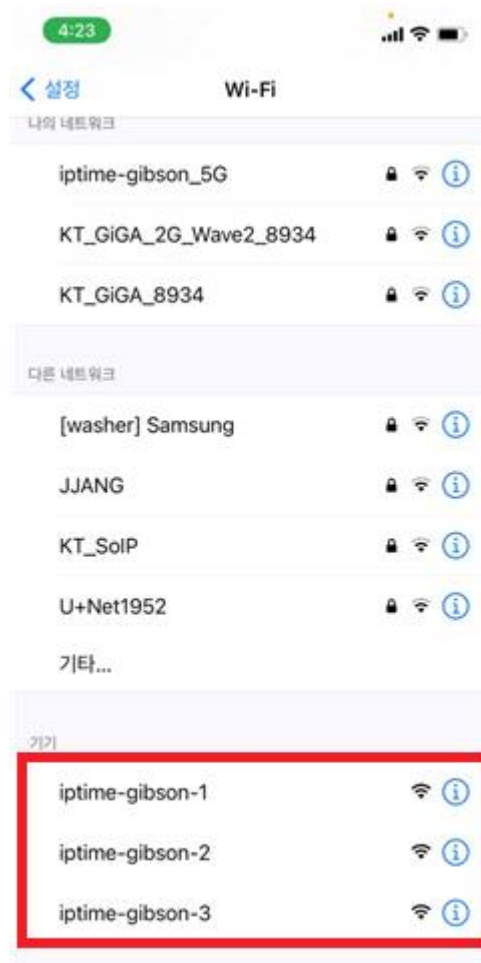 4:23
설정
Wi-Fi
나의 네트워크
iptime-gibson_5G
KT_GiGA_2G_Wave2_8934
KT_GiGA_8934
다른 네트워크
[washer] Samsung
JJANG
KT_SoIP
U+Net1952
기타...
기기
iptime-gibson-1
iptime-gibson-2
iptime-gibson-3